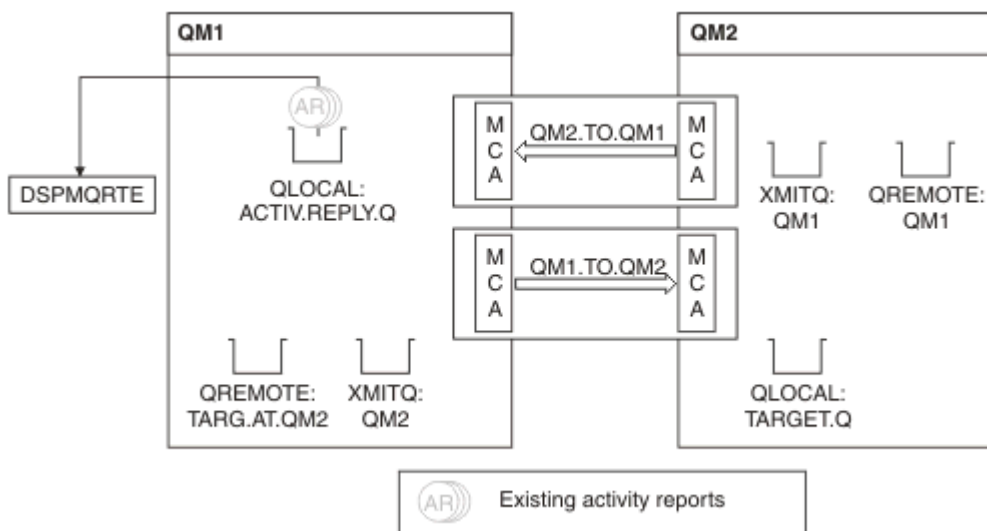 QM1
QM2
AR
M
C
A
QM2.TO.QM1
M
C
A
DSPMQRTE
QLOCAL:
ACTIV.REPLY.Q
XMITQ:
QM1
QREMOTE:
QM1
M
C
A
QM1.TO.QM2
M
C
A
QREMOTE:
TARG.AT.QM2
XMITQ:
QM2
QLOCAL:
TARGET.Q
AR
Existing activity reports